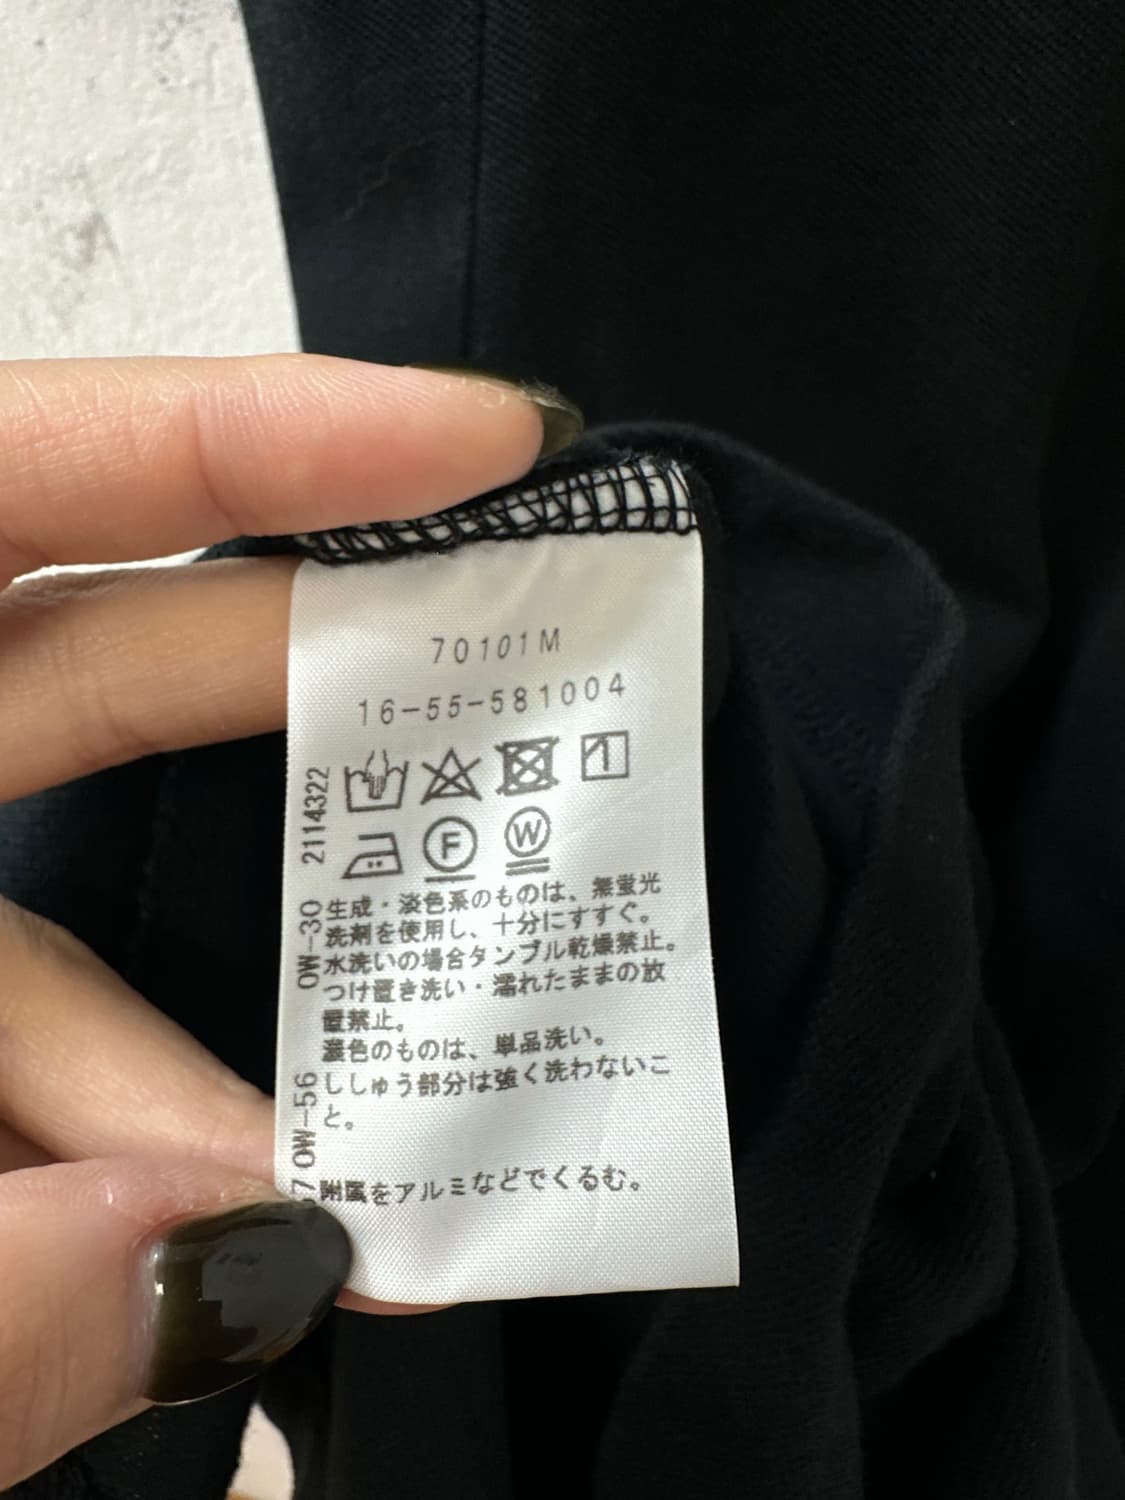 70101M
16-55-581004
F
W
生成・淡色系のものは、無蛍光
洗剤を使用し、十分にすすぐ。
水洗いの場合タンブル乾燥禁止。
つけ置き洗い・濡れたままの放
置禁止。
濃色のものは、単品洗い。
ししゅう部分は強く洗わないこ
と。
附属をアルミなどでくるむ。
OW-56 OW-30 2114322